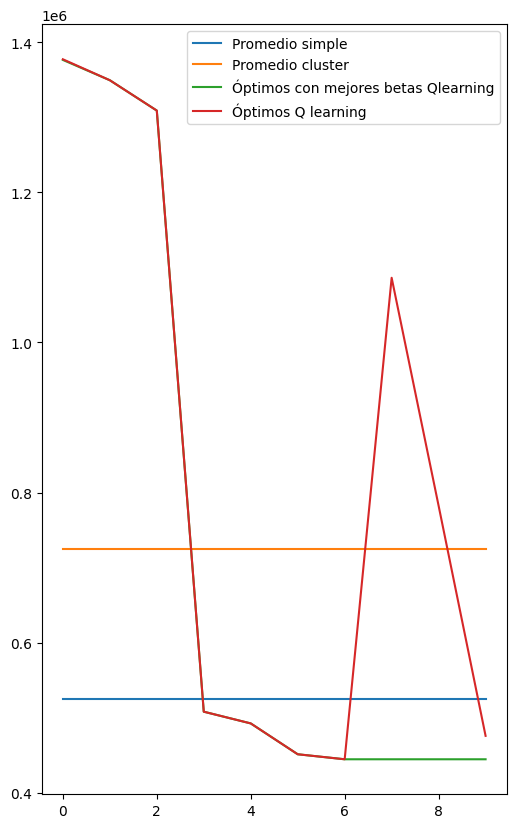 1e6
Promedio simple
Promedio cluster
Óptimos con mejores betas Qlearning
Óptimos Q learning
1.4
1.2
1.0
0.8
0.6
0.4
0 2 4 6 8